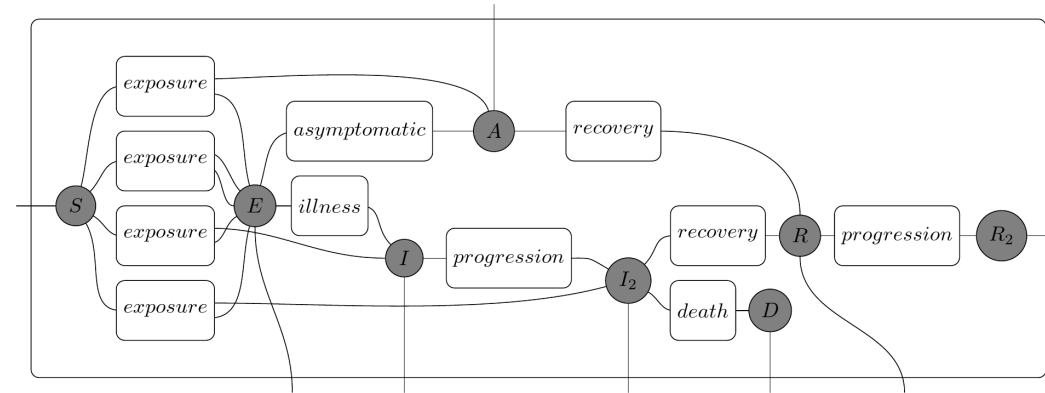 exposure
asymptomatic
A
recovery
exposure
S
E
illness
exposure
I
progression
recovery
R
progression
R₂
I₂
exposure
death
D